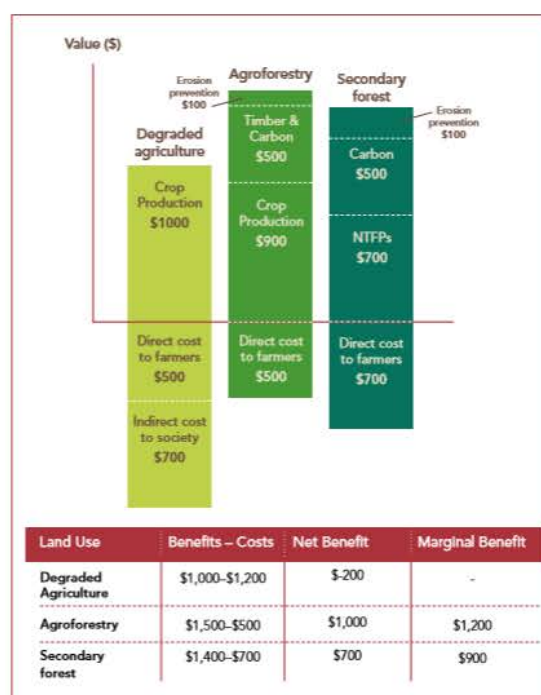 Value ($)
Degraded
agriculture
Crop
Production
$1000
Direct cost
to farmers
$500
Indirect cost
to society
$700
Agroforestry
Erosion
prevention
$100
Timber &
Carbon
$500
Crop
Production
$900
Direct cost
to farmers
$500
Secondary
forest
Erosion
prevention
$100
Carbon
$500
NTFPs
$700
Direct cost
to farmers
$700
Land Use Benefits – Costs Net Benefit Marginal Benefit
Degraded
Agriculture
$1,000–$1,200 $-200 -
Agroforestry $1,500–$500 $1,000 $1,200
Secondary
forest
$1,400–$700 $700 $900